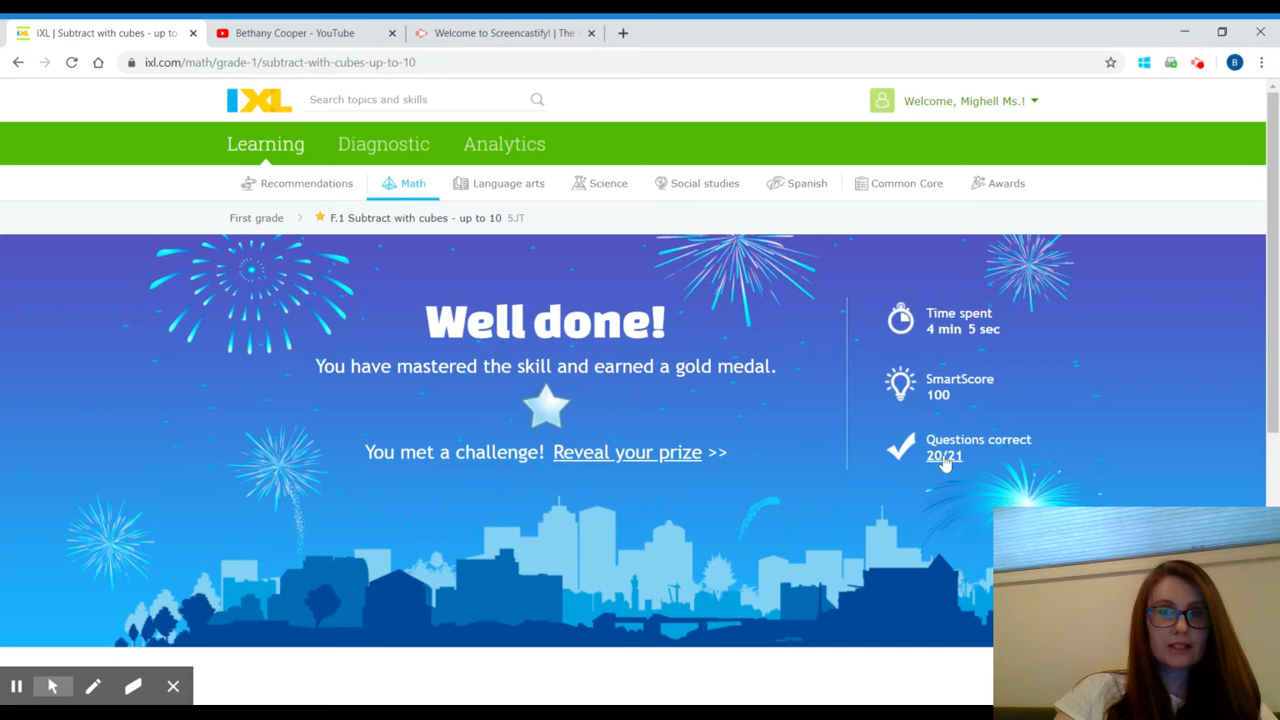 IXL | Subtract with cubes - up to
Bethany Cooper - YouTube
Welcome to Screencastify! | The
ixl.com/math/grade-1/subtract-with-cubes-up-to-10
B
IXL
Search topics and skills
Welcome, Mighell Ms.!
Learning
Diagnostic
Analytics
Recommendations
Math
Language arts
Science
Social studies
Spanish
Common Core
Awards
First grade
F.1 Subtract with cubes - up to 10 5JT
Well done!
You have mastered the skill and earned a gold medal.
You met a challenge! Reveal your prize >>
Time spent
4 min 5 sec
SmartScore
100
Questions correct
20/21